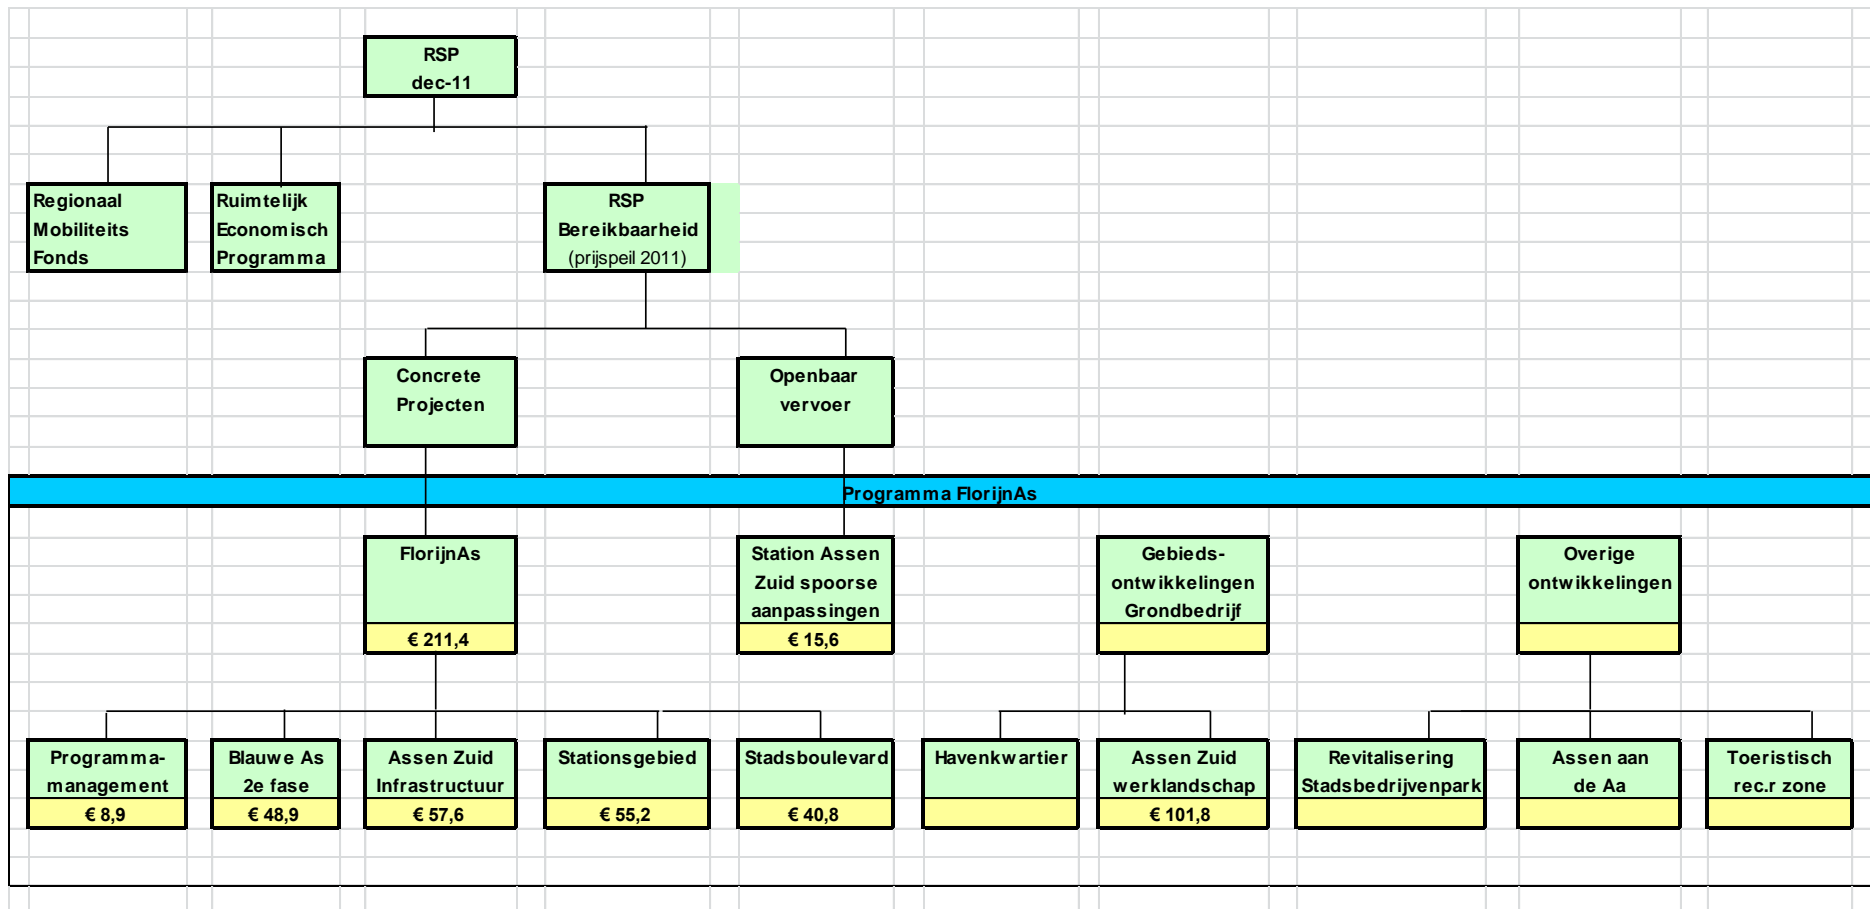 RSP
dec-11
Regionaal
Mobiliteits
Fonds
Ruimtelijk
Economisch
Programma
RSP
Bereikbaarheid
(prijspeil 2011)
Concrete
Projecten
Openbaar
vervoer
Programma FlorijnAs
FlorijnAs
€ 211,4
Station Assen
Zuid spoorse
aanpassingen
€ 15,6
Gebieds-
ontwikkelingen
Grondbedrijf
Overige
ontwikkelingen
Programma-
management
€ 8,9
Blauwe As
2e fase
€ 48,9
Assen Zuid
Infrastructuur
€ 57,6
Stationsgebied
€ 55,2
Stadsboulevard
€ 40,8
Havenkwartier
Assen Zuid
werklandschap
€ 101,8
Revitalisering
Stadsbedrijvenpark
Assen aan
de Aa
Toeristisch
rec.r zone